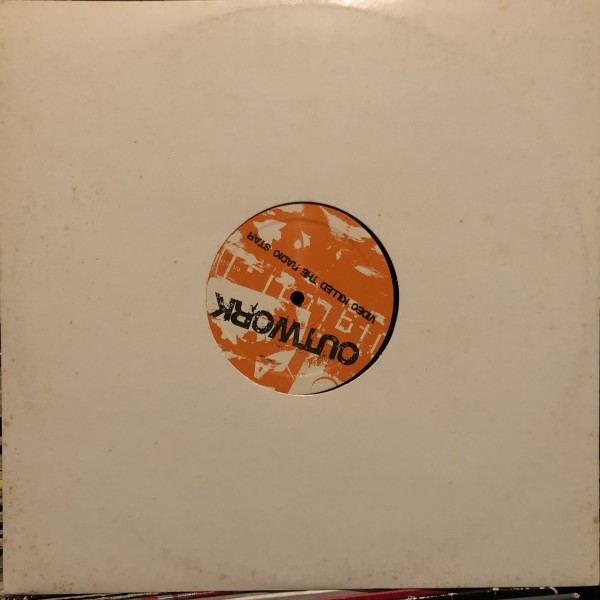 OUTWORK
VIDEO KILLED THE RADIO STAR
A